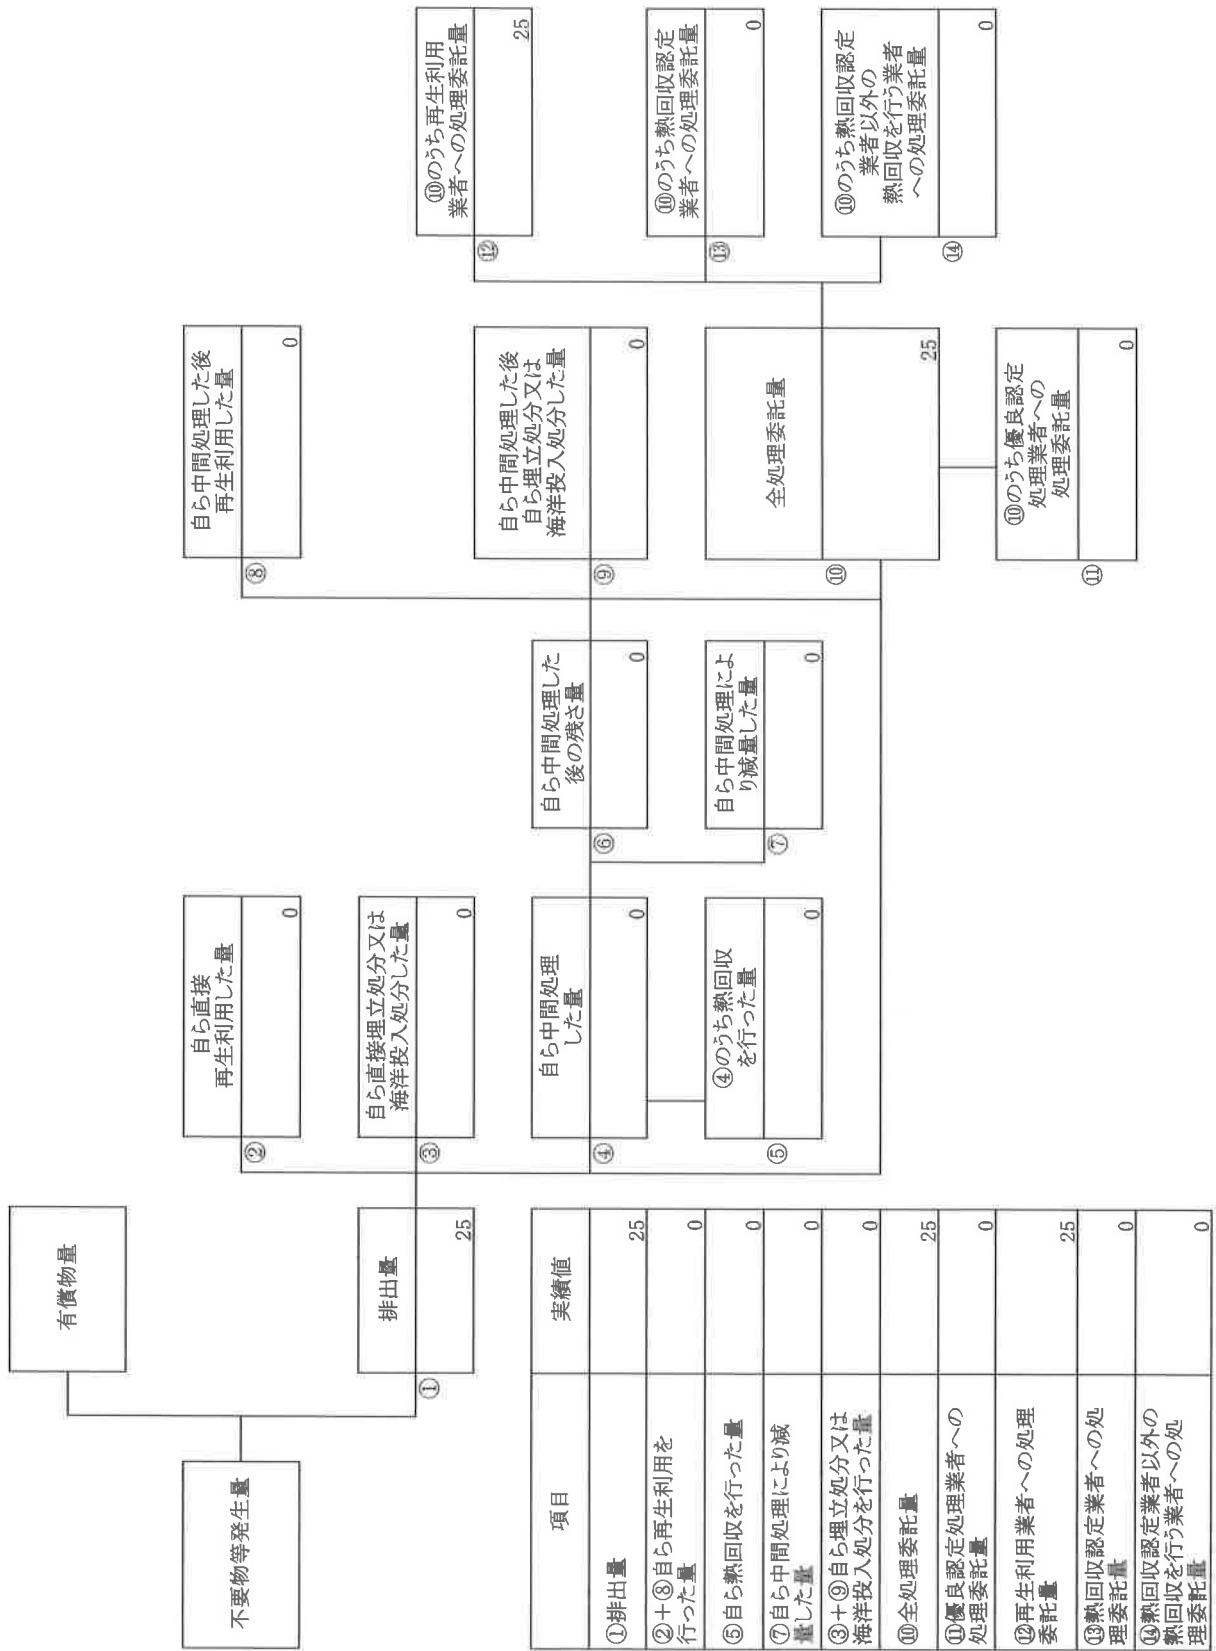 不要物等発生量
有償物量
①
排出量
25
②
自ら直接
再生利用した量
0
③
自ら直接埋立処分又は
海洋投入処分した量
0
④
自ら中間処理
した量
0
⑤
④のうち熱回収
を行った量
0
⑥
自ら中間処理した
後の残さ量
0
⑦
自ら中間処理によ
り減量した量
0
⑧
自ら中間処理した後
再生利用した量
0
⑨
自ら中間処理した後
自ら埋立処分又は
海洋投入処分した量
0
⑩
全処理委託量
25
⑪
⑩のうち優良認定
処理業者への
処理委託量
0
⑫
⑩のうち再生利用
業者への処理委託量
25
⑬
⑩のうち熱回収認定
業者への処理委託量
0
⑭
⑩のうち熱回収認定
業者以外の
熱回収を行う業者
への処理委託量
0
項目 実績値
①排出量 25
②+⑧自ら再生利用を
行った量 0
⑤自ら熱回収を行った量 0
⑦自ら中間処理により減
量した量 0
③+⑨自ら埋立処分又は
海洋投入処分を行った量 0
⑩全処理委託量 25
⑪優良認定処理業者への
処理委託量 0
⑫再生利用業者への処理
委託量 25
⑬熱回収認定業者への処
理委託量 0
⑭熱回収認定業者以外の
熱回収を行う業者への処
理委託量 0